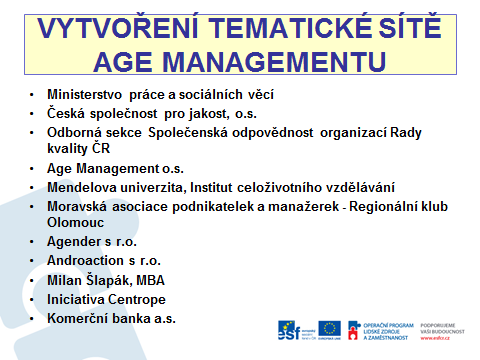 VYTVOŘENÍ TEMATICKÉ SÍTĚ
AGE MANAGEMENTU
• Ministerstvo práce a sociálních věcí
• Česká společnost pro jakost, o.s.
• Odborná sekce Společenská odpovědnost organizací Rady
kvality ČR
• Age Management o.s.
• Mendelova univerzita, Institut celoživotního vzdělávání
• Moravská asociace podnikatelek a manažerek - Regionální klub
Olomouc
• Agender s r.o.
• Androaction s r.o.
• Milan Šlapák, MBA
• Iniciativa Centrope
• Komerční banka a.s.
esf
OPERAČNÍ PROGRAM
LIDSKÉ ZDROJE
A ZAMĚSTNANOST
PODPORUJEME
VAŠI BUDOUCNOST
www.esfcr.cz